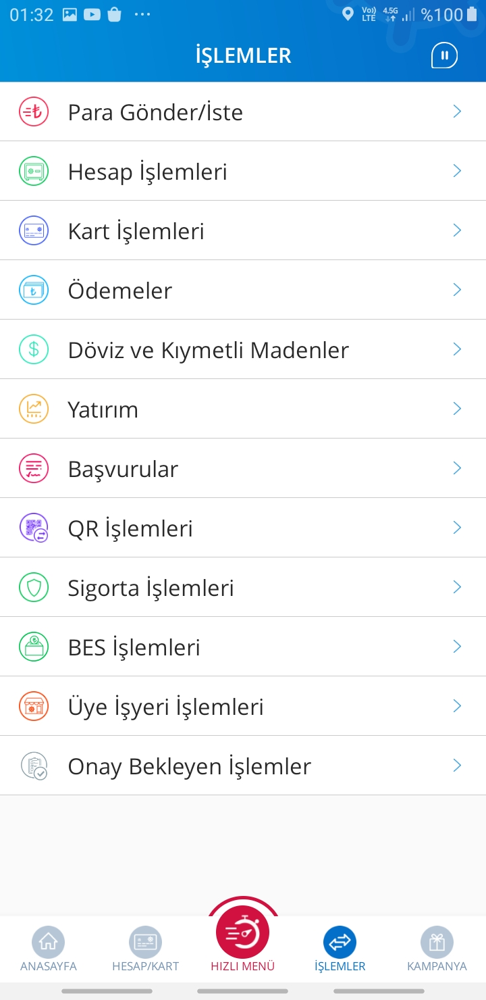 01:32
Vo)) LTE 4.5G %100
İŞLEMLER
Para Gönder/İste
Hesap İşlemleri
Kart İşlemleri
Ödemeler
Döviz ve Kıymetli Madenler
Yatırım
Başvurular
QR İşlemleri
Sigorta İşlemleri
BES İşlemleri
Üye İşyeri İşlemleri
Onay Bekleyen İşlemler
ANASAYFA
HESAP/KART
HIZLI MENÜ
İŞLEMLER
KAMPANYA